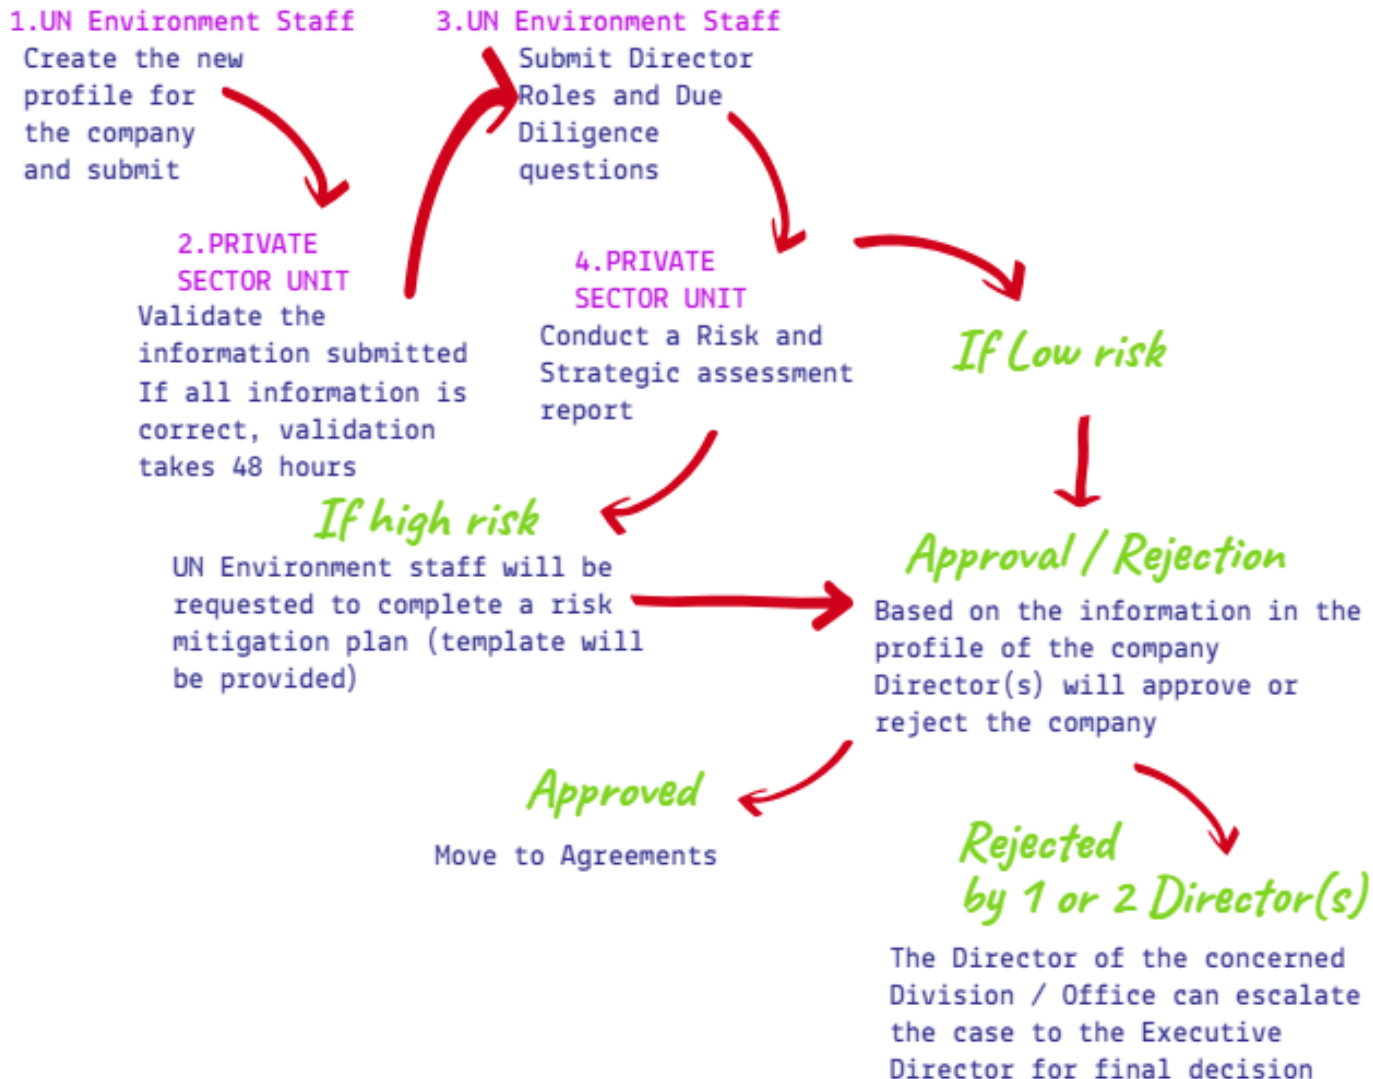 1.UN Environment Staff
Create the new
profile for
the company
and submit
2.PRIVATE
SECTOR UNIT
Validate the
information submitted
If all information is
correct, validation
takes 48 hours
3.UN Environment Staff
Submit Director
Roles and Due
Diligence
questions
4.PRIVATE
SECTOR UNIT
Conduct a Risk and
Strategic assessment
report
If high risk
UN Environment staff will be
requested to complete a risk
mitigation plan (template will
be provided)
If Low risk
Approval / Rejection
Based on the information in the
profile of the company
Director(s) will approve or
reject the company
Approved
Move to Agreements
Rejected
by 1 or 2 Director(s)
The Director of the concerned
Division / Office can escalate
the case to the Executive
Director for final decision